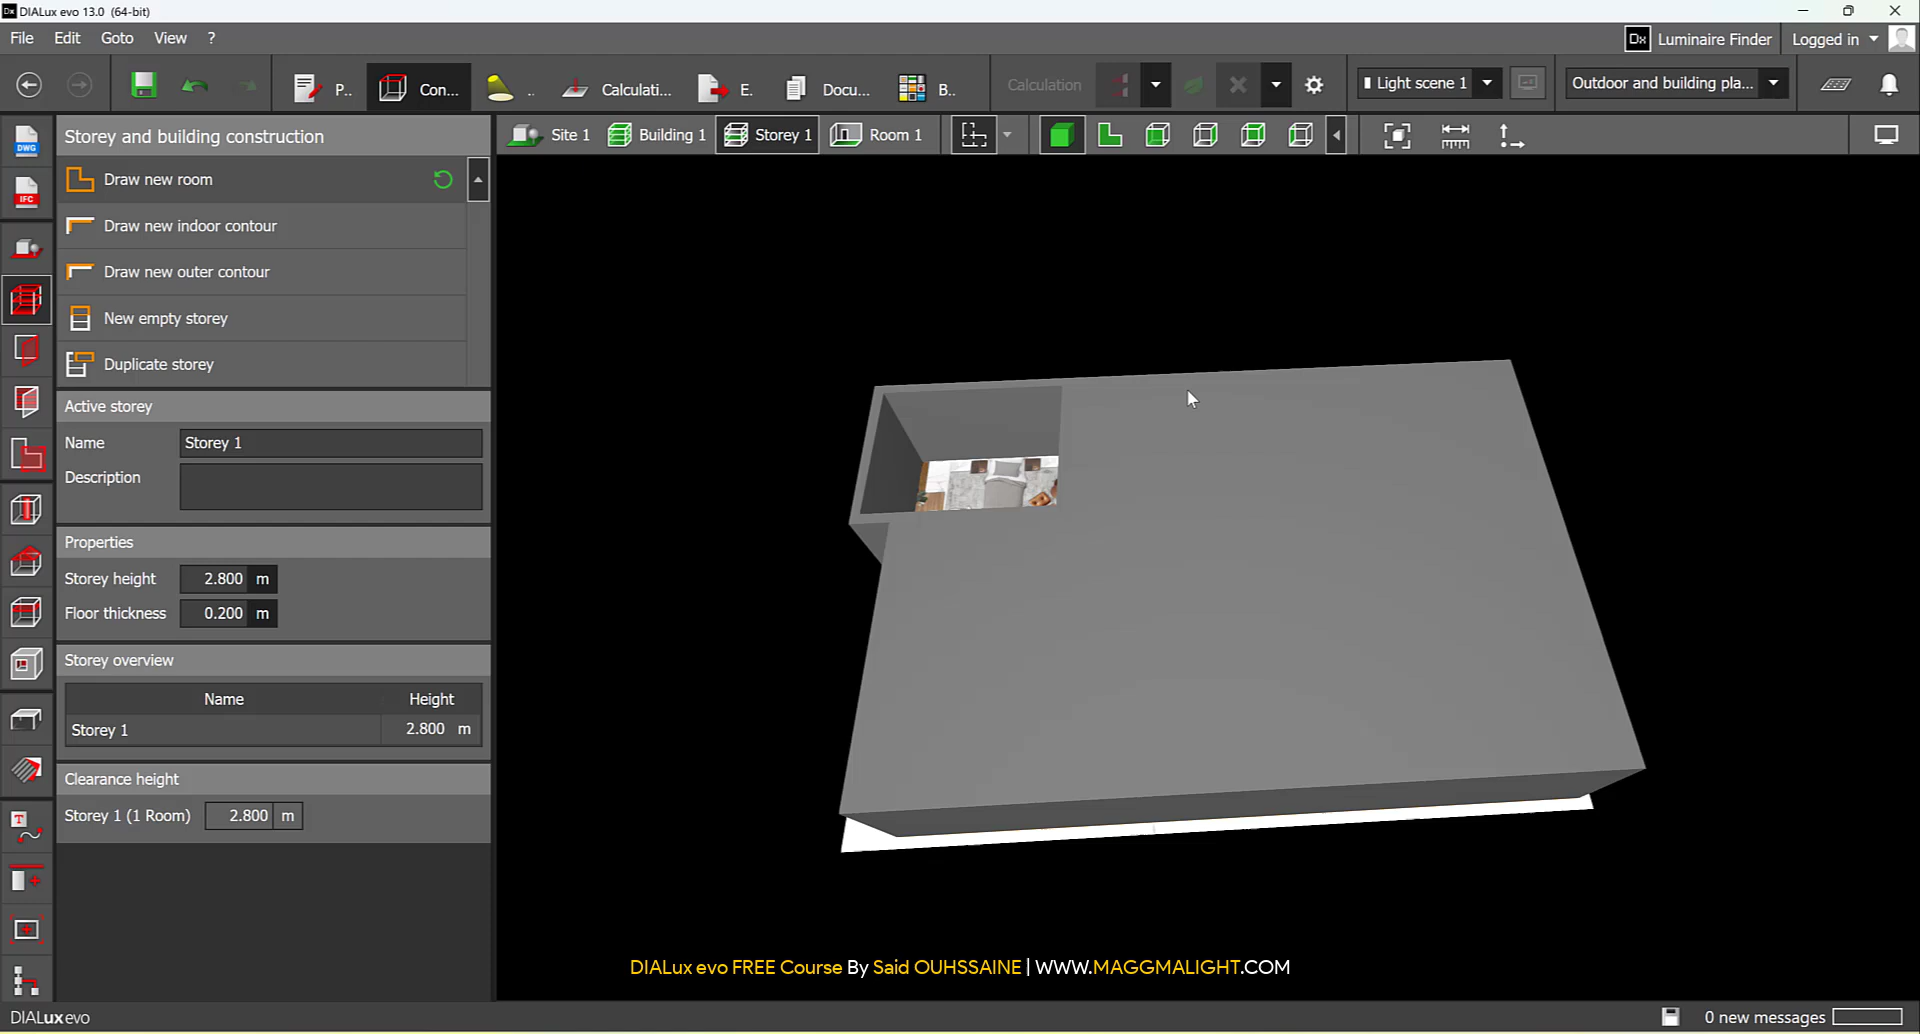 DIALux evo 13.0 (64-bit)
File Edit Goto View ?
Luminaire Finder Logged in
P.. Con... .. Calculati... E. Docu... B.. Calculation Light scene 1 Outdoor and building pla...
DWG
IFC
Storey and building construction
Site 1 Building 1 Storey 1 Room 1
Draw new room
Draw new indoor contour
Draw new outer contour
New empty storey
Duplicate storey
Active storey
Name Storey 1
Description
Properties
Storey height 2.800 m
Floor thickness 0.200 m
Storey overview
Name Height
Storey 1 2.800 m
Clearance height
Storey 1 (1 Room) 2.800 m
DIALux evo FREE Course By Said OUHSSAINE | WWW.MAGGMALIGHT.COM
DIALux evo
0 new messages